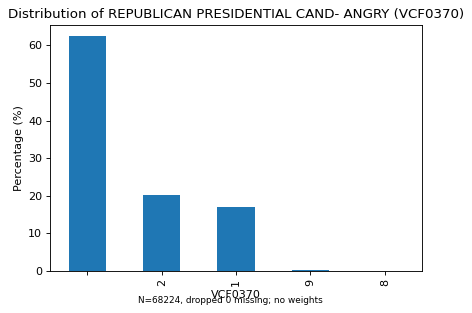 Distribution of REPUBLICAN PRESIDENTIAL CAND- ANGRY (VCF0370)
Percentage (%)
60
50
40
30
20
10
0
2
1
9
8
VCF0370
N=68224, dropped 0 missing; no weights